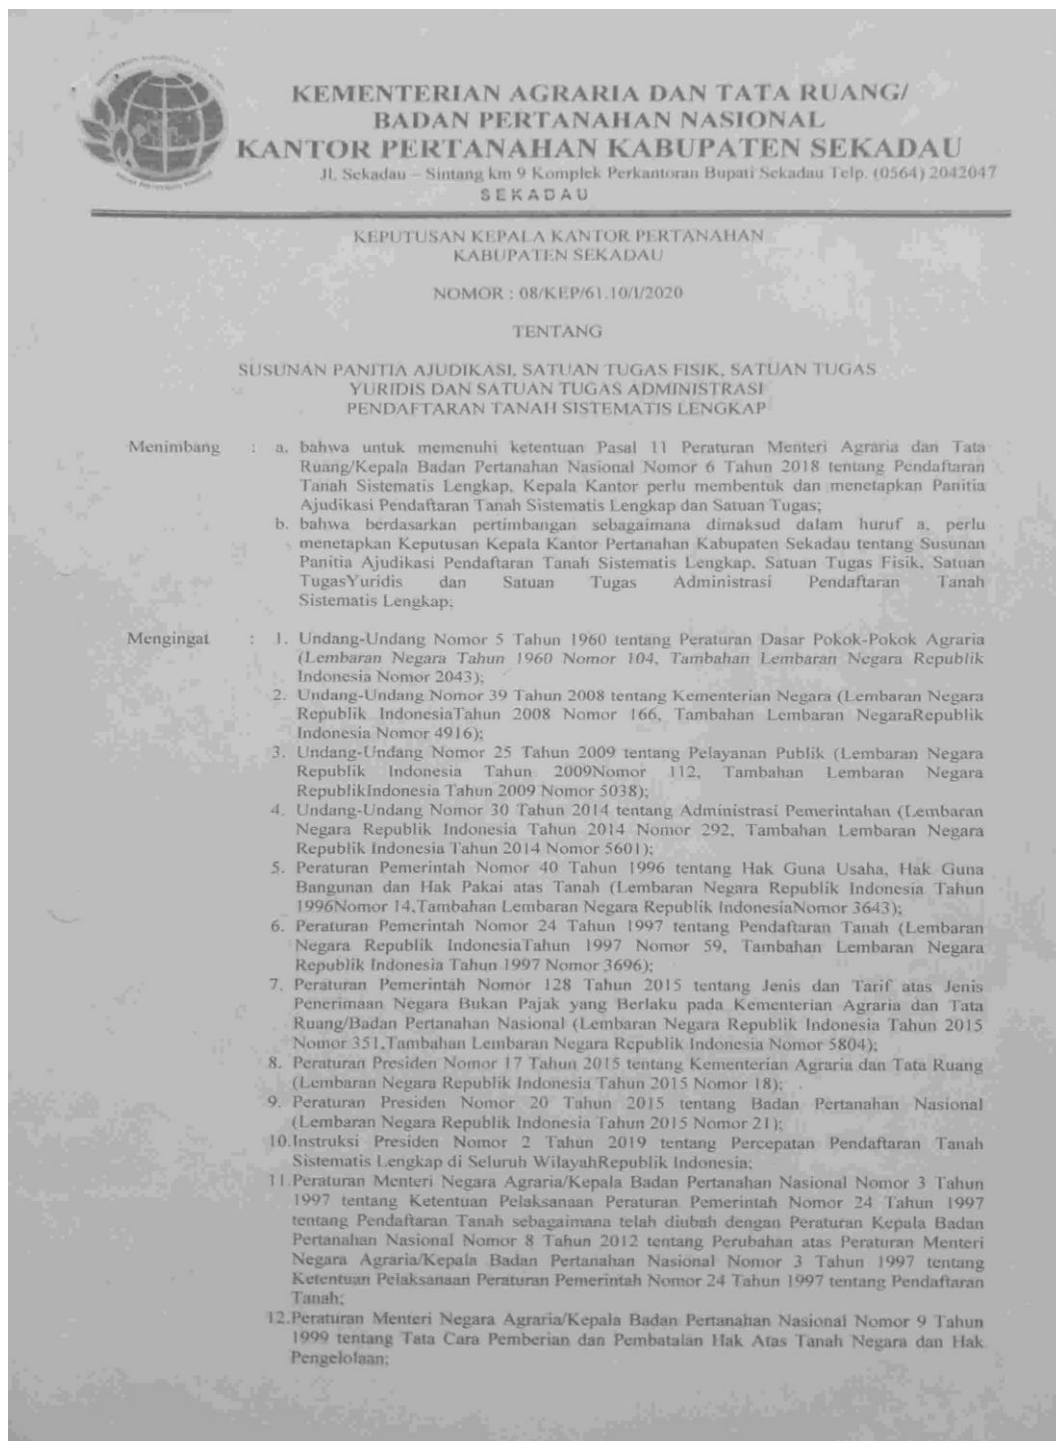 KEMENTERIAN AGRARIA DAN TATA RUANG/
BADAN PERTANAHAN NASIONAL
KANTOR PERTANAHAN KABUPATEN SEKADAU
Jl. Sekadau – Sintang km 9 Komplek Perkantoran Bupati Sekadau Telp. (0564) 2042047
SEKADAU
KEPUTUSAN KEPALA KANTOR PERTANAHAN
KABUPATEN SEKADAU
NOMOR : 08/KEP/61.10/I/2020
TENTANG
SUSUNAN PANITIA AJUDIKASI, SATUAN TUGAS FISIK, SATUAN TUGAS
YURIDIS DAN SATUAN TUGAS ADMINISTRASI
PENDAFTARAN TANAH SISTEMATIS LENGKAP
Menimbang : a. bahwa untuk memenuhi ketentuan Pasal 11 Peraturan Menteri Agraria dan Tata
Ruang/Kepala Badan Pertanahan Nasional Nomor 6 Tahun 2018 tentang Pendaftaran
Tanah Sistematis Lengkap, Kepala Kantor perlu membentuk dan menetapkan Panitia
Ajudikasi Pendaftaran Tanah Sistematis Lengkap dan Satuan Tugas;
b. bahwa berdasarkan pertimbangan sebagaimana dimaksud dalam huruf a, perlu
menetapkan Keputusan Kepala Kantor Pertanahan Kabupaten Sekadau tentang Susunan
Panitia Ajudikasi Pendaftaran Tanah Sistematis Lengkap, Satuan Tugas Fisik, Satuan
TugasYuridis dan Satuan Tugas Administrasi Pendaftaran Tanah
Sistematis Lengkap;
Mengingat : 1. Undang-Undang Nomor 5 Tahun 1960 tentang Peraturan Dasar Pokok-Pokok Agraria
(Lembaran Negara Tahun 1960 Nomor 104, Tambahan Lembaran Negara Republik
Indonesia Nomor 2043);
2. Undang-Undang Nomor 39 Tahun 2008 tentang Kementerian Negara (Lembaran Negara
Republik IndonesiaTahun 2008 Nomor 166, Tambahan Lembaran NegaraRepublik
Indonesia Nomor 4916);
3. Undang-Undang Nomor 25 Tahun 2009 tentang Pelayanan Publik (Lembaran Negara
Republik Indonesia Tahun 2009Nomor 112, Tambahan Lembaran Negara
RepublikIndonesia Tahun 2009 Nomor 5038);
4. Undang-Undang Nomor 30 Tahun 2014 tentang Administrasi Pemerintahan (Lembaran
Negara Republik Indonesia Tahun 2014 Nomor 292, Tambahan Lembaran Negara
Republik Indonesia Tahun 2014 Nomor 5601);
5. Peraturan Pemerintah Nomor 40 Tahun 1996 tentang Hak Guna Usaha, Hak Guna
Bangunan dan Hak Pakai atas Tanah (Lembaran Negara Republik Indonesia Tahun
1996Nomor 14,Tambahan Lembaran Negara Republik IndonesiaNomor 3643);
6. Peraturan Pemerintah Nomor 24 Tahun 1997 tentang Pendaftaran Tanah (Lembaran
Negara Republik IndonesiaTahun 1997 Nomor 59, Tambahan Lembaran Negara
Republik Indonesia Tahun 1997 Nomor 3696);
7. Peraturan Pemerintah Nomor 128 Tahun 2015 tentang Jenis dan Tarif atas Jenis
Penerimaan Negara Bukan Pajak yang Berlaku pada Kementerian Agraria dan Tata
Ruang/Badan Pertanahan Nasional (Lembaran Negara Republik Indonesia Tahun 2015
Nomor 351,Tambahan Lembaran Negara Republik Indonesia Nomor 5804);
8. Peraturan Presiden Nomor 17 Tahun 2015 tentang Kementerian Agraria dan Tata Ruang
(Lembaran Negara Republik Indonesia Tahun 2015 Nomor 18);
9. Peraturan Presiden Nomor 20 Tahun 2015 tentang Badan Pertanahan Nasional
(Lembaran Negara Republik Indonesia Tahun 2015 Nomor 21);
10.Instruksi Presiden Nomor 2 Tahun 2019 tentang Percepatan Pendaftaran Tanah
Sistematis Lengkap di Seluruh WilayahRepublik Indonesia;
11.Peraturan Menteri Negara Agraria/Kepala Badan Pertanahan Nasional Nomor 3 Tahun
1997 tentang Ketentuan Pelaksanaan Peraturan Pemerintah Nomor 24 Tahun 1997
tentang Pendaftaran Tanah sebagaimana telah diubah dengan Peraturan Kepala Badan
Pertanahan Nasional Nomor 8 Tahun 2012 tentang Perubahan atas Peraturan Menteri
Negara Agraria/Kepala Badan Pertanahan Nasional Nomor 3 Tahun 1997 tentang
Ketentuan Pelaksanaan Peraturan Pemerintah Nomor 24 Tahun 1997 tentang Pendaftaran
Tanah;
12.Peraturan Menteri Negara Agraria/Kepala Badan Pertanahan Nasional Nomor 9 Tahun
1999 tentang Tata Cara Pemberian dan Pembatalan Hak Atas Tanah Negara dan Hak
Pengelolaan;